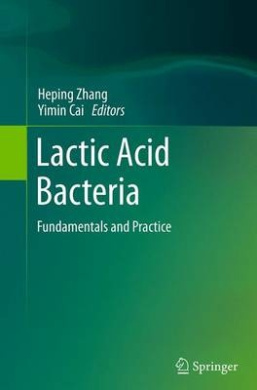 Heping Zhang
Yimin Cai Editors
Lactic Acid
Bacteria
Fundamentals and Practice
Springer